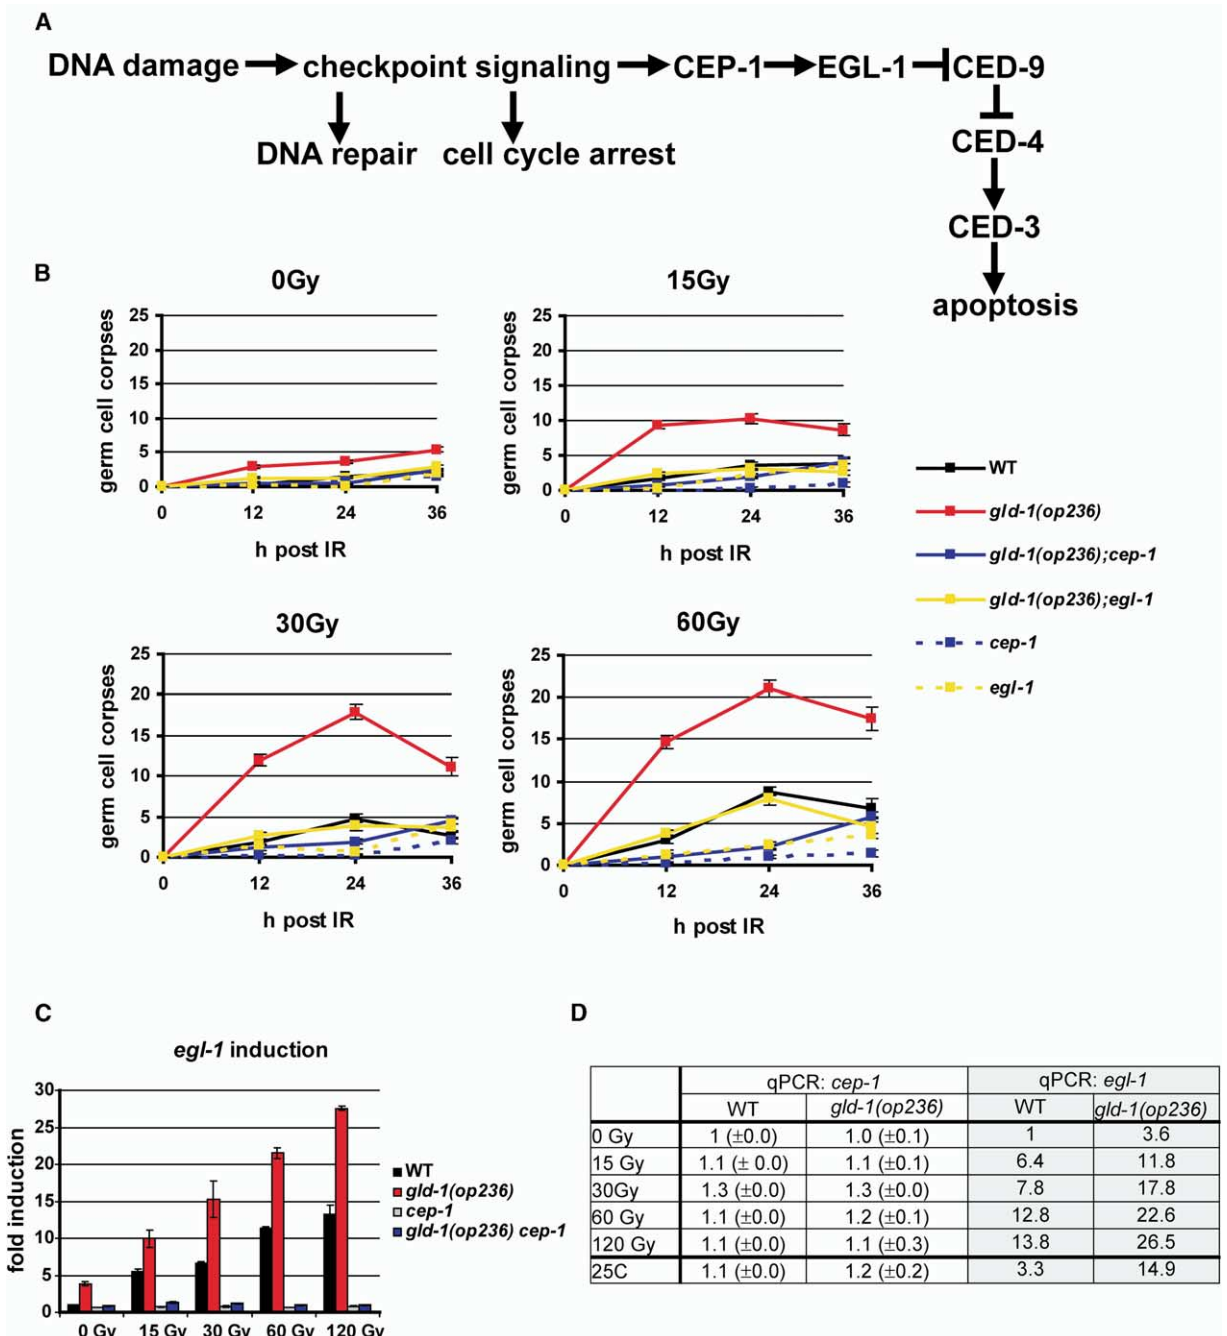 A
DNA damage checkpoint signaling CEP-1 EGL-1 CED-9
DNA repair cell cycle arrest CED-4
CED-3
apoptosis
B
0Gy
germ cell corpses
25
20
15
10
5
0
0 12 24 36
h post IR
15Gy
germ cell corpses
25
20
15
10
5
0
0 12 24 36
h post IR
30Gy
germ cell corpses
25
20
15
10
5
0
0 12 24 36
h post IR
60Gy
germ cell corpses
25
20
15
10
5
0
0 12 24 36
h post IR
WT
gld-1(op236)
gld-1(op236);cep-1
gld-1(op236);egl-1
cep-1
egl-1
C
egl-1 induction
fold induction
30
25
20
15
10
5
0
0 Gy 15 Gy 30 Gy 60 Gy 120 Gy
WT
gld-1(op236)
cep-1
gld-1(op236) cep-1
D
qPCR: cep-1 qPCR: egl-1
WT gld-1(op236) WT gld-1(op236)
0 Gy 1 (±0.0) 1.0 (±0.1) 1 3.6
15 Gy 1.1 (± 0.0) 1.1 (±0.1) 6.4 11.8
30Gy 1.3 (±0.0) 1.3 (±0.0) 7.8 17.8
60 Gy 1.1 (±0.0) 1.2 (±0.1) 12.8 22.6
120 Gy 1.1 (±0.0) 1.1 (±0.3) 13.8 26.5
25C 1.1 (±0.0) 1.2 (±0.2) 3.3 14.9